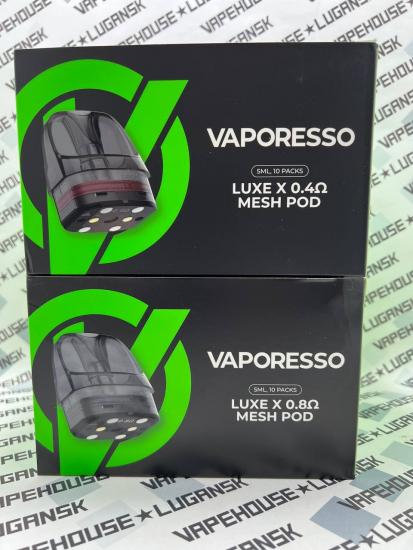 VAPORESSO
5ML, 10 PACKS
LUXE X 0.4Ω
MESH POD
VAPORESSO
5ML, 10 PACKS
LUXE X 0.8Ω
MESH POD
VAPEHOUSE★LUGANSK